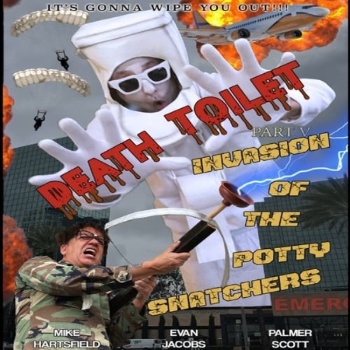 IT'S GONNA WIPE YOU OUT!!!
DEATH TOILET
PART V
INVASION
OF
THE
POTTY
SNATCHERS
EMERG
MIKE
HARTSFIELD
EVAN
JACOBS
PALMER
SCOTT